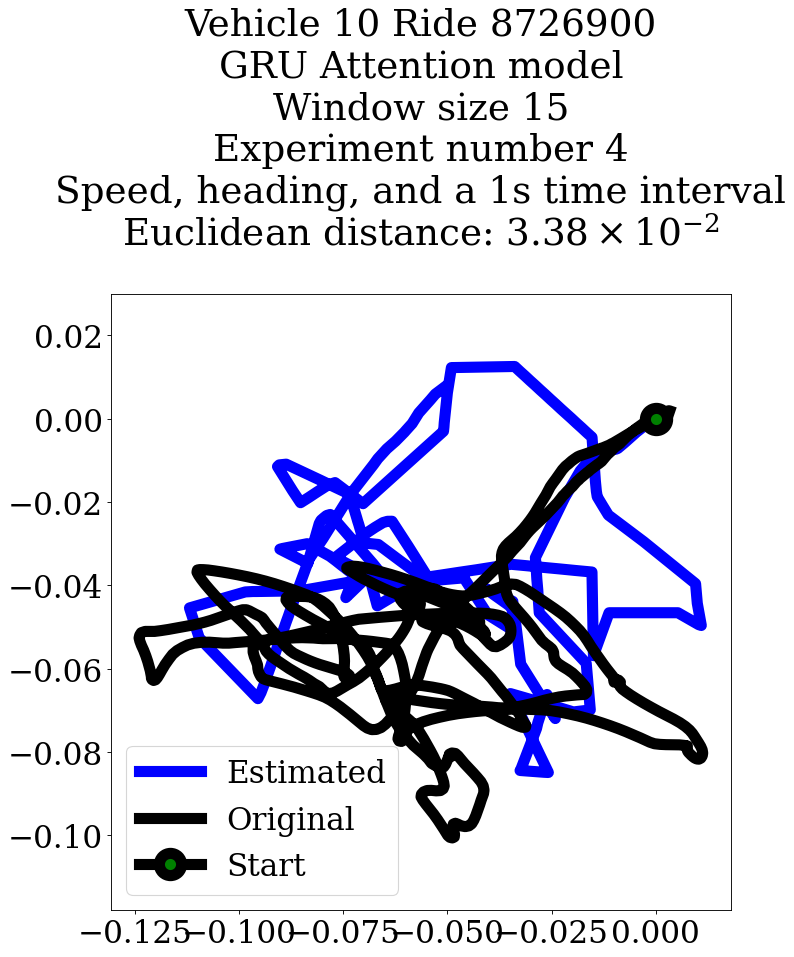 Vehicle 10 Ride 8726900
GRU Attention model
Window size 15
Experiment number 4
Speed, heading, and a 1s time interval
Euclidean distance: 3.38 × 10⁻²
0.02
0.00
−0.02
−0.04
−0.06
−0.08
−0.10
Estimated
Original
Start
−0.125 −0.100 −0.075 −0.050 −0.025 0.000